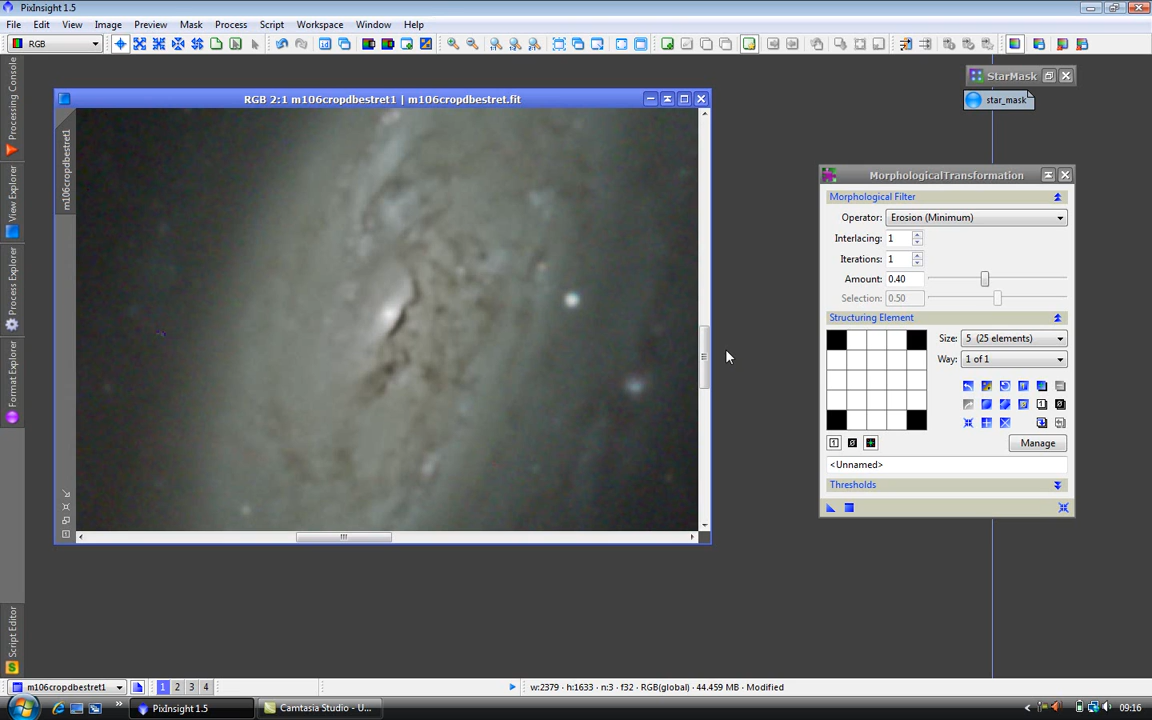 PixInsight 1.5
File Edit View Image Preview Mask Process Script Workspace Window Help
RGB
Processing Console
View Explorer
Process Explorer
Format Explorer
Script Editor
RGB 2:1 m106cropdbestret1 | m106cropdbestret.fit
m106cropdbestret1
StarMask
star_mask
MorphologicalTransformation
Morphological Filter
Operator: Erosion (Minimum)
Interlacing: 1
Iterations: 1
Amount: 0.40
Selection: 0.50
Structuring Element
Size: 5 (25 elements)
Way: 1 of 1
Manage
<Unnamed>
Thresholds
m106cropdbestret1 1 2 3 4 w:2379 · h:1633 · n:3 · f32 · RGB(global) · 44.459 MB · Modified
PixInsight 1.5 Camtasia Studio - U... 09:16